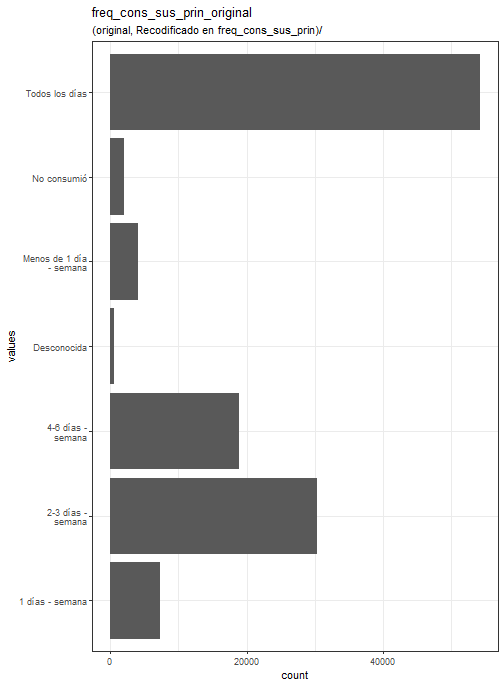 freq_cons_sus_prin_original
(original, Recodificado en freq_cons_sus_prin)/
Todos los días
No consumió
Menos de 1 día
- semana
Desconocida
4-6 días -
semana
2-3 días -
semana
1 días - semana
values
0
20000
40000
count